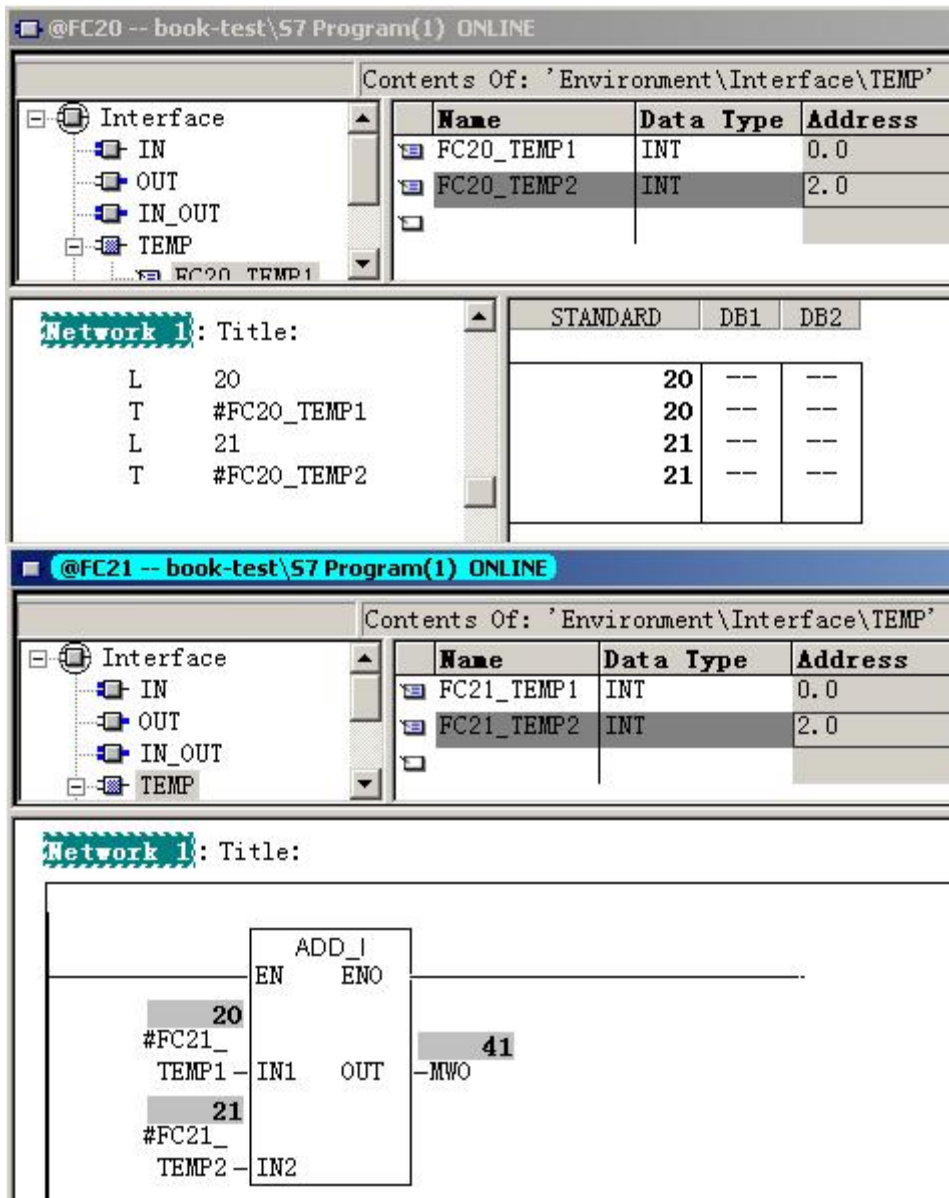 @FC20 -- book-test\S7 Program(1) ONLINE
Contents Of: 'Environment\Interface\TEMP'
Interface
IN
OUT
IN_OUT
TEMP
FC20_TEMP1
Name Data Type Address
FC20_TEMP1 INT 0.0
FC20_TEMP2 INT 2.0
Network 1: Title:
L 20
T #FC20_TEMP1
L 21
T #FC20_TEMP2
STANDARD DB1 DB2
20 -- --
20 -- --
21 -- --
21 -- --
@FC21 -- book-test\S7 Program(1) ONLINE
Contents Of: 'Environment\Interface\TEMP'
Interface
IN
OUT
IN_OUT
TEMP
Name Data Type Address
FC21_TEMP1 INT 0.0
FC21_TEMP2 INT 2.0
Network 1: Title:
ADD_I
EN ENO
20
#FC21_
TEMP1 IN1 OUT
41
MW0
21
#FC21_
TEMP2 IN2